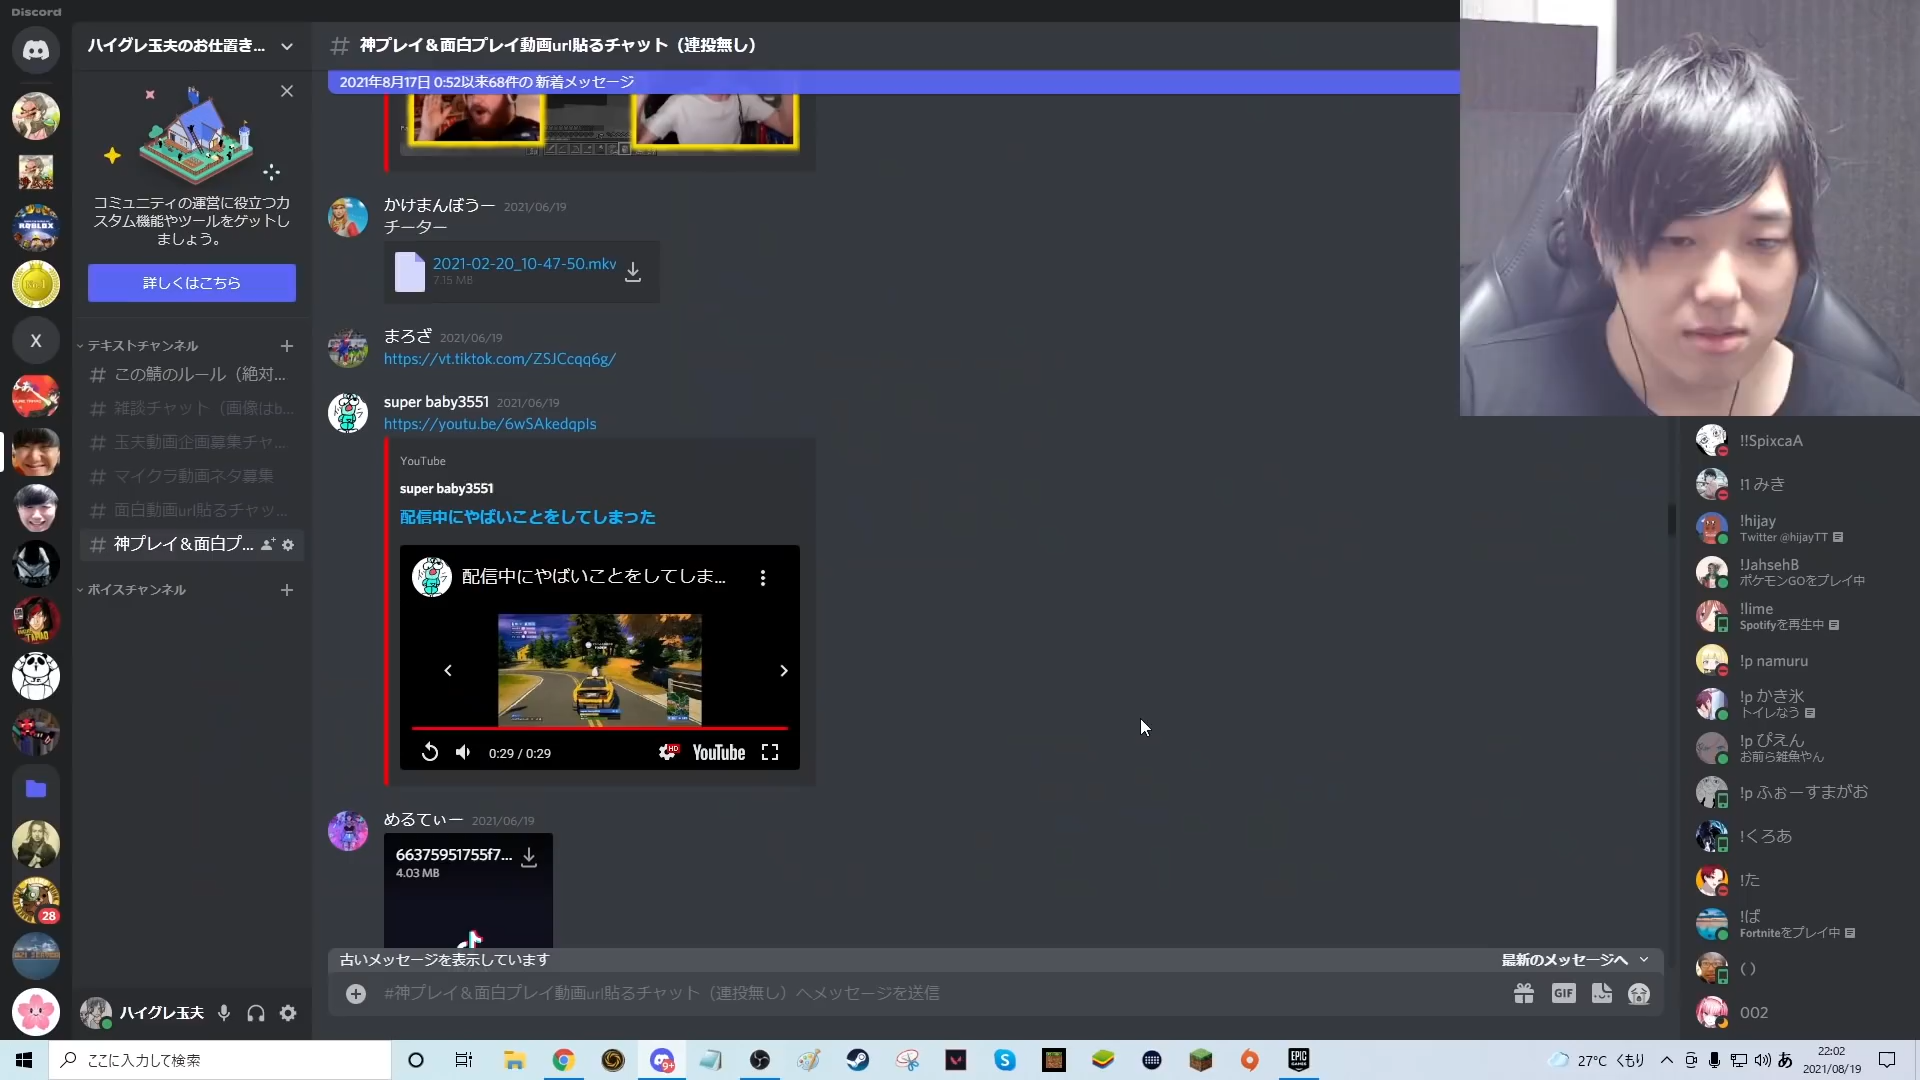 Discord
ハイグレ玉夫のお仕置き...
神プレイ＆面白プレイ動画url貼るチャット（連投無し）
2021年8月17日 0:52以来68件の 新着メッセージ
コミュニティの運営に役立つカ
スタム機能やツールをゲットし
ましょう。
詳しくはこちら
ROBLOX
X
テキストチャンネル
# この鯖のルール（絶対...
# 雑談チャット（画像はb...
# 玉夫動画企画募集チャ...
# マイクラ動画ネタ募集
# 面白動画url貼るチャッ...
# 神プレイ＆面白プ...
ボイスチャンネル
28
ハイグレ玉夫
かけまんぼうー 2021/06/19
チーター
2021-02-20_10-47-50.mkv
7.15 MB
まろざ 2021/06/19
https://vt.tiktok.com/ZSJCcqq6g/
super baby3551 2021/06/19
https://youtu.be/6wSAkedqpls
YouTube
super baby3551
配信中にやばいことをしてしまった
配信中にやばいことをしてしま...
0:29 / 0:29
HD
YouTube
めるてぃー 2021/06/19
66375951755f7...
4.03 MB
古いメッセージを表示しています
最新のメッセージへ
#神プレイ＆面白プレイ動画url貼るチャット（連投無し）へメッセージを送信
GIF
!!SpixcaA
!1 みき
!hijay
Twitter @hijayTT
!JahsehB
ポケモンGOをプレイ中
!lime
Spotifyを再生中
!p namuru
!p かき氷
トイレなう
!p ぴえん
お前ら雑魚やん
!p ふぉーすまがお
!くろあ
!た
!ば
Fortniteをプレイ中
( )
002
ここに入力して検索
9+
EPIC
GAMES
27°C くもり
あ
22:02
2021/08/19